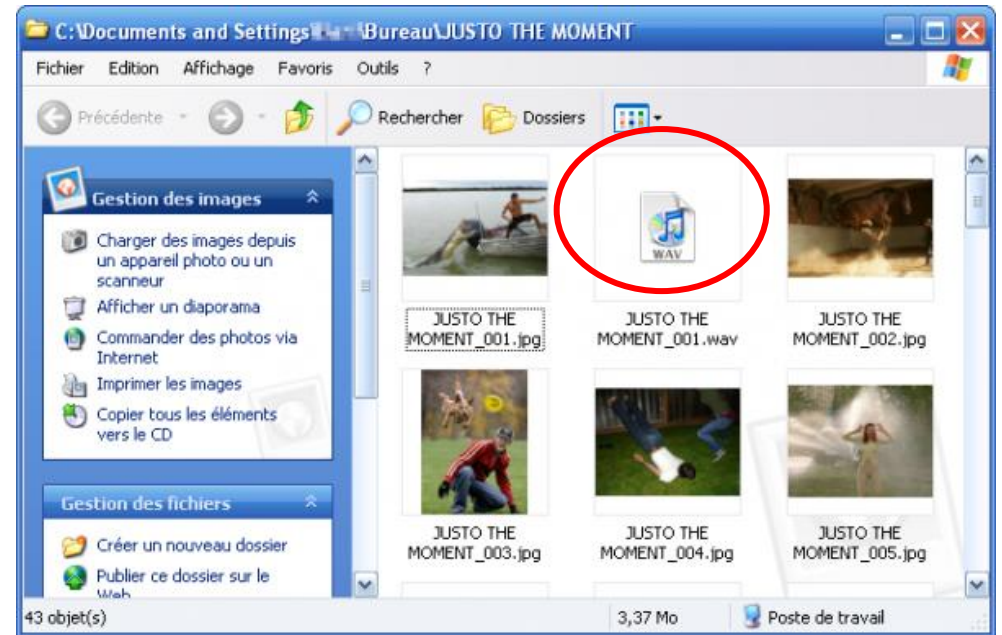 C:\Documents and Settings\ \Bureau\JUSTO THE MOMENT
Fichier Edition Affichage Favoris Outils ?
Précédente Rechercher Dossiers
Gestion des images
Charger des images depuis
un appareil photo ou un
scanneur
Afficher un diaporama
Commander des photos via
Internet
Imprimer les images
Copier tous les éléments
vers le CD
Gestion des fichiers
Créer un nouveau dossier
Publier ce dossier sur le
Web
WAV
JUSTO THE
MOMENT_001.jpg
JUSTO THE
MOMENT_001.wav
JUSTO THE
MOMENT_002.jpg
JUSTO THE
MOMENT_003.jpg
JUSTO THE
MOMENT_004.jpg
JUSTO THE
MOMENT_005.jpg
43 objet(s) 3,37 Mo Poste de travail